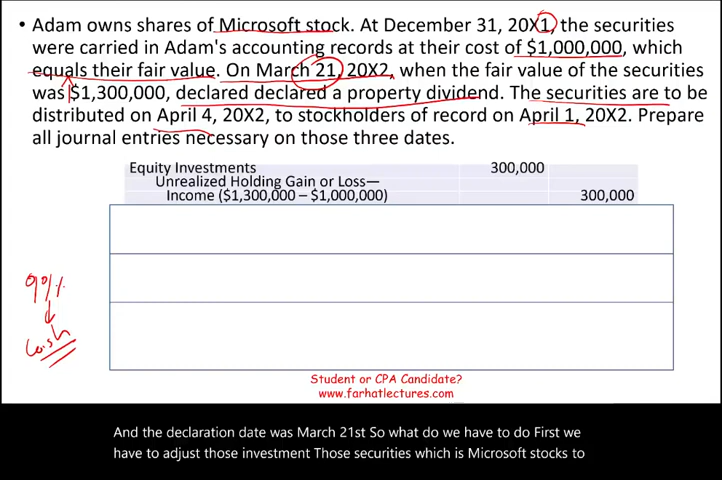 • Adam owns shares of Microsoft stock. At December 31, 20X1, the securities
were carried in Adam's accounting records at their cost of $1,000,000, which
equals their fair value. On March 21, 20X2, when the fair value of the securities
was $1,300,000, declared declared a property dividend. The securities are to be
distributed on April 4, 20X2, to stockholders of record on April 1, 20X2. Prepare
all journal entries necessary on those three dates.
Equity Investments 300,000
Unrealized Holding Gain or Loss—
Income ($1,300,000 – $1,000,000) 300,000
90%
Cash
Student or CPA Candidate?
www.farhatlectures.com
And the declaration date was March 21st So what do we have to do First we
have to adjust those investment Those securities which is Microsoft stocks to